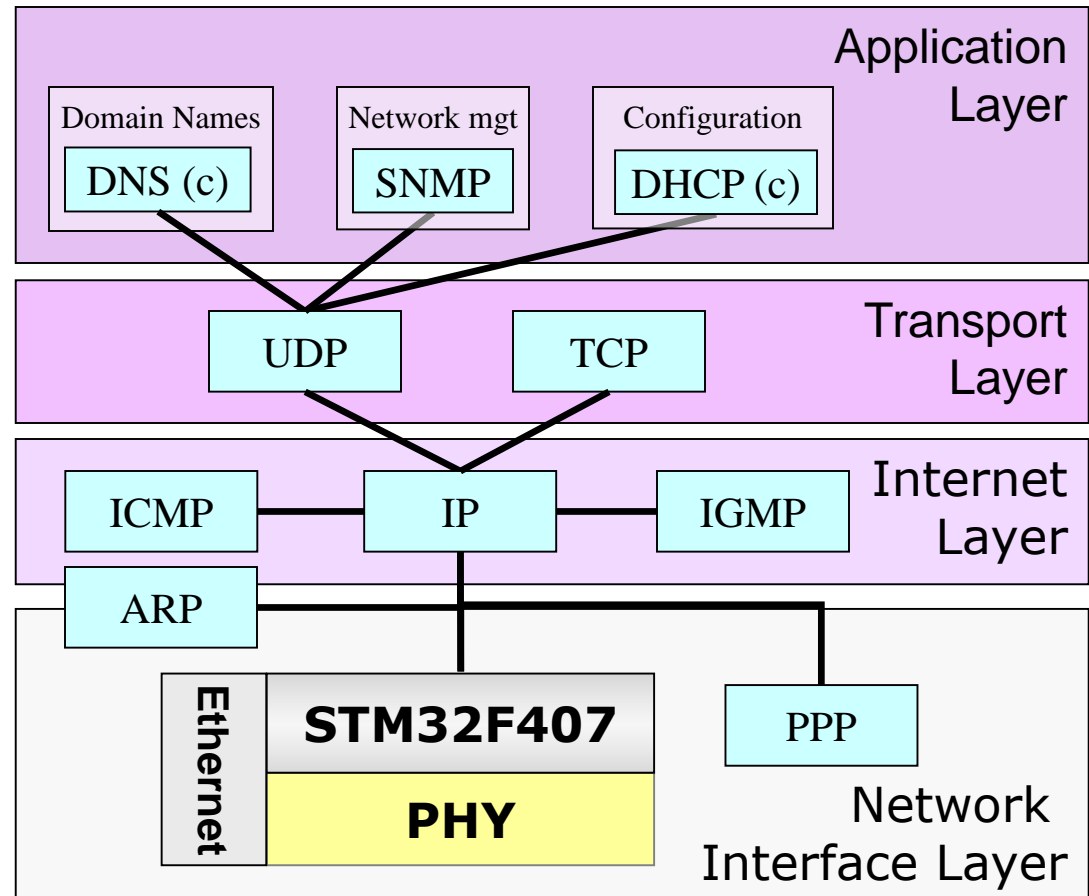 Application
Layer
Domain Names
DNS (c)
Network mgt
SNMP
Configuration
DHCP (c)
Transport
Layer
UDP
TCP
Internet
Layer
ICMP
IP
IGMP
ARP
Ethernet
STM32F407
PHY
PPP
Network
Interface Layer